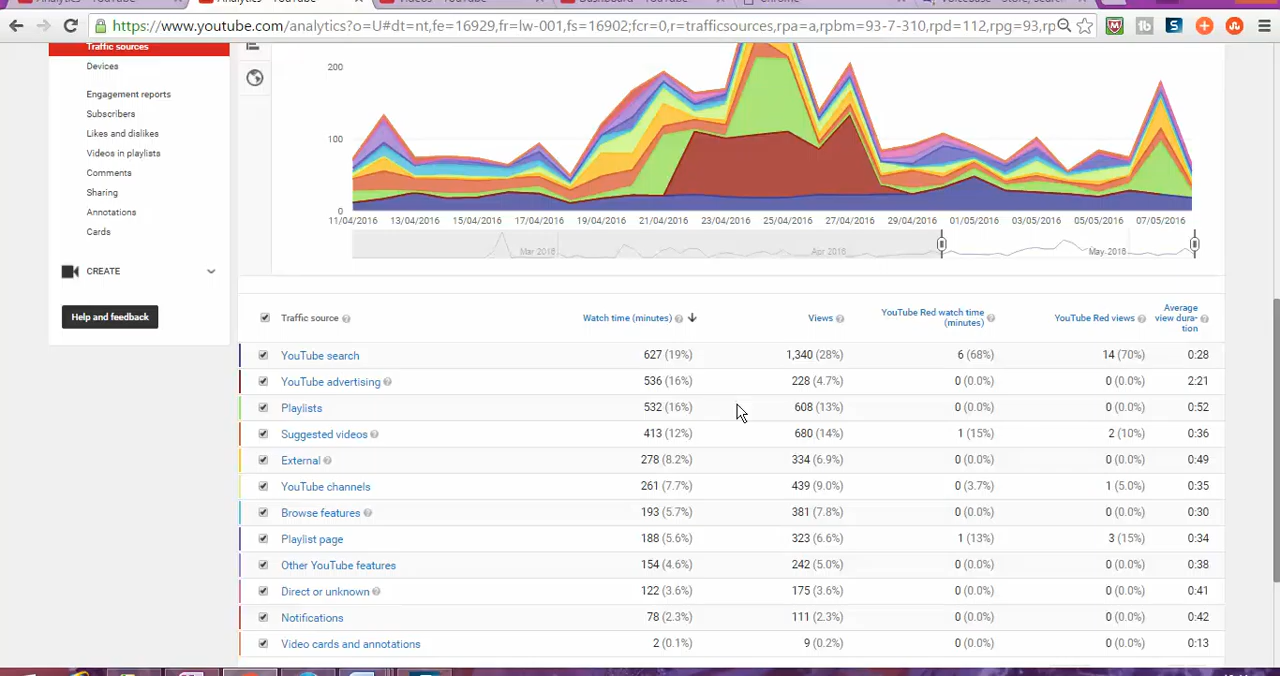 https://www.youtube.com/analytics?o=U#dt=nt,fe=16929,fr=lw-001,fs=16902;fcr=0,r=trafficsources,rpa=a,rpbm=93-7-310,rpd=112,rpg=93,rp
Traffic sources
Devices
Engagement reports
Subscribers
Likes and dislikes
Videos in playlists
Comments
Sharing
Annotations
Cards
CREATE
Help and feedback
200
100
0
11/04/2016 13/04/2016 15/04/2016 17/04/2016 19/04/2016 21/04/2016 23/04/2016 25/04/2016 27/04/2016 29/04/2016 01/05/2016 03/05/2016 05/05/2016 07/05/2016
Mar 2016 Apr 2016 May 2016
Traffic source Watch time (minutes) Views YouTube Red watch time (minutes) YouTube Red views Average view dura-tion
YouTube search 627 (19%) 1,340 (28%) 6 (68%) 14 (70%) 0:28
YouTube advertising 536 (16%) 228 (4.7%) 0 (0.0%) 0 (0.0%) 2:21
Playlists 532 (16%) 608 (13%) 0 (0.0%) 0 (0.0%) 0:52
Suggested videos 413 (12%) 680 (14%) 1 (15%) 2 (10%) 0:36
External 278 (8.2%) 334 (6.9%) 0 (0.0%) 0 (0.0%) 0:49
YouTube channels 261 (7.7%) 439 (9.0%) 0 (3.7%) 1 (5.0%) 0:35
Browse features 193 (5.7%) 381 (7.8%) 0 (0.0%) 0 (0.0%) 0:30
Playlist page 188 (5.6%) 323 (6.6%) 1 (13%) 3 (15%) 0:34
Other YouTube features 154 (4.6%) 242 (5.0%) 0 (0.0%) 0 (0.0%) 0:38
Direct or unknown 122 (3.6%) 175 (3.6%) 0 (0.0%) 0 (0.0%) 0:41
Notifications 78 (2.3%) 111 (2.3%) 0 (0.0%) 0 (0.0%) 0:42
Video cards and annotations 2 (0.1%) 9 (0.2%) 0 (0.0%) 0 (0.0%) 0:13